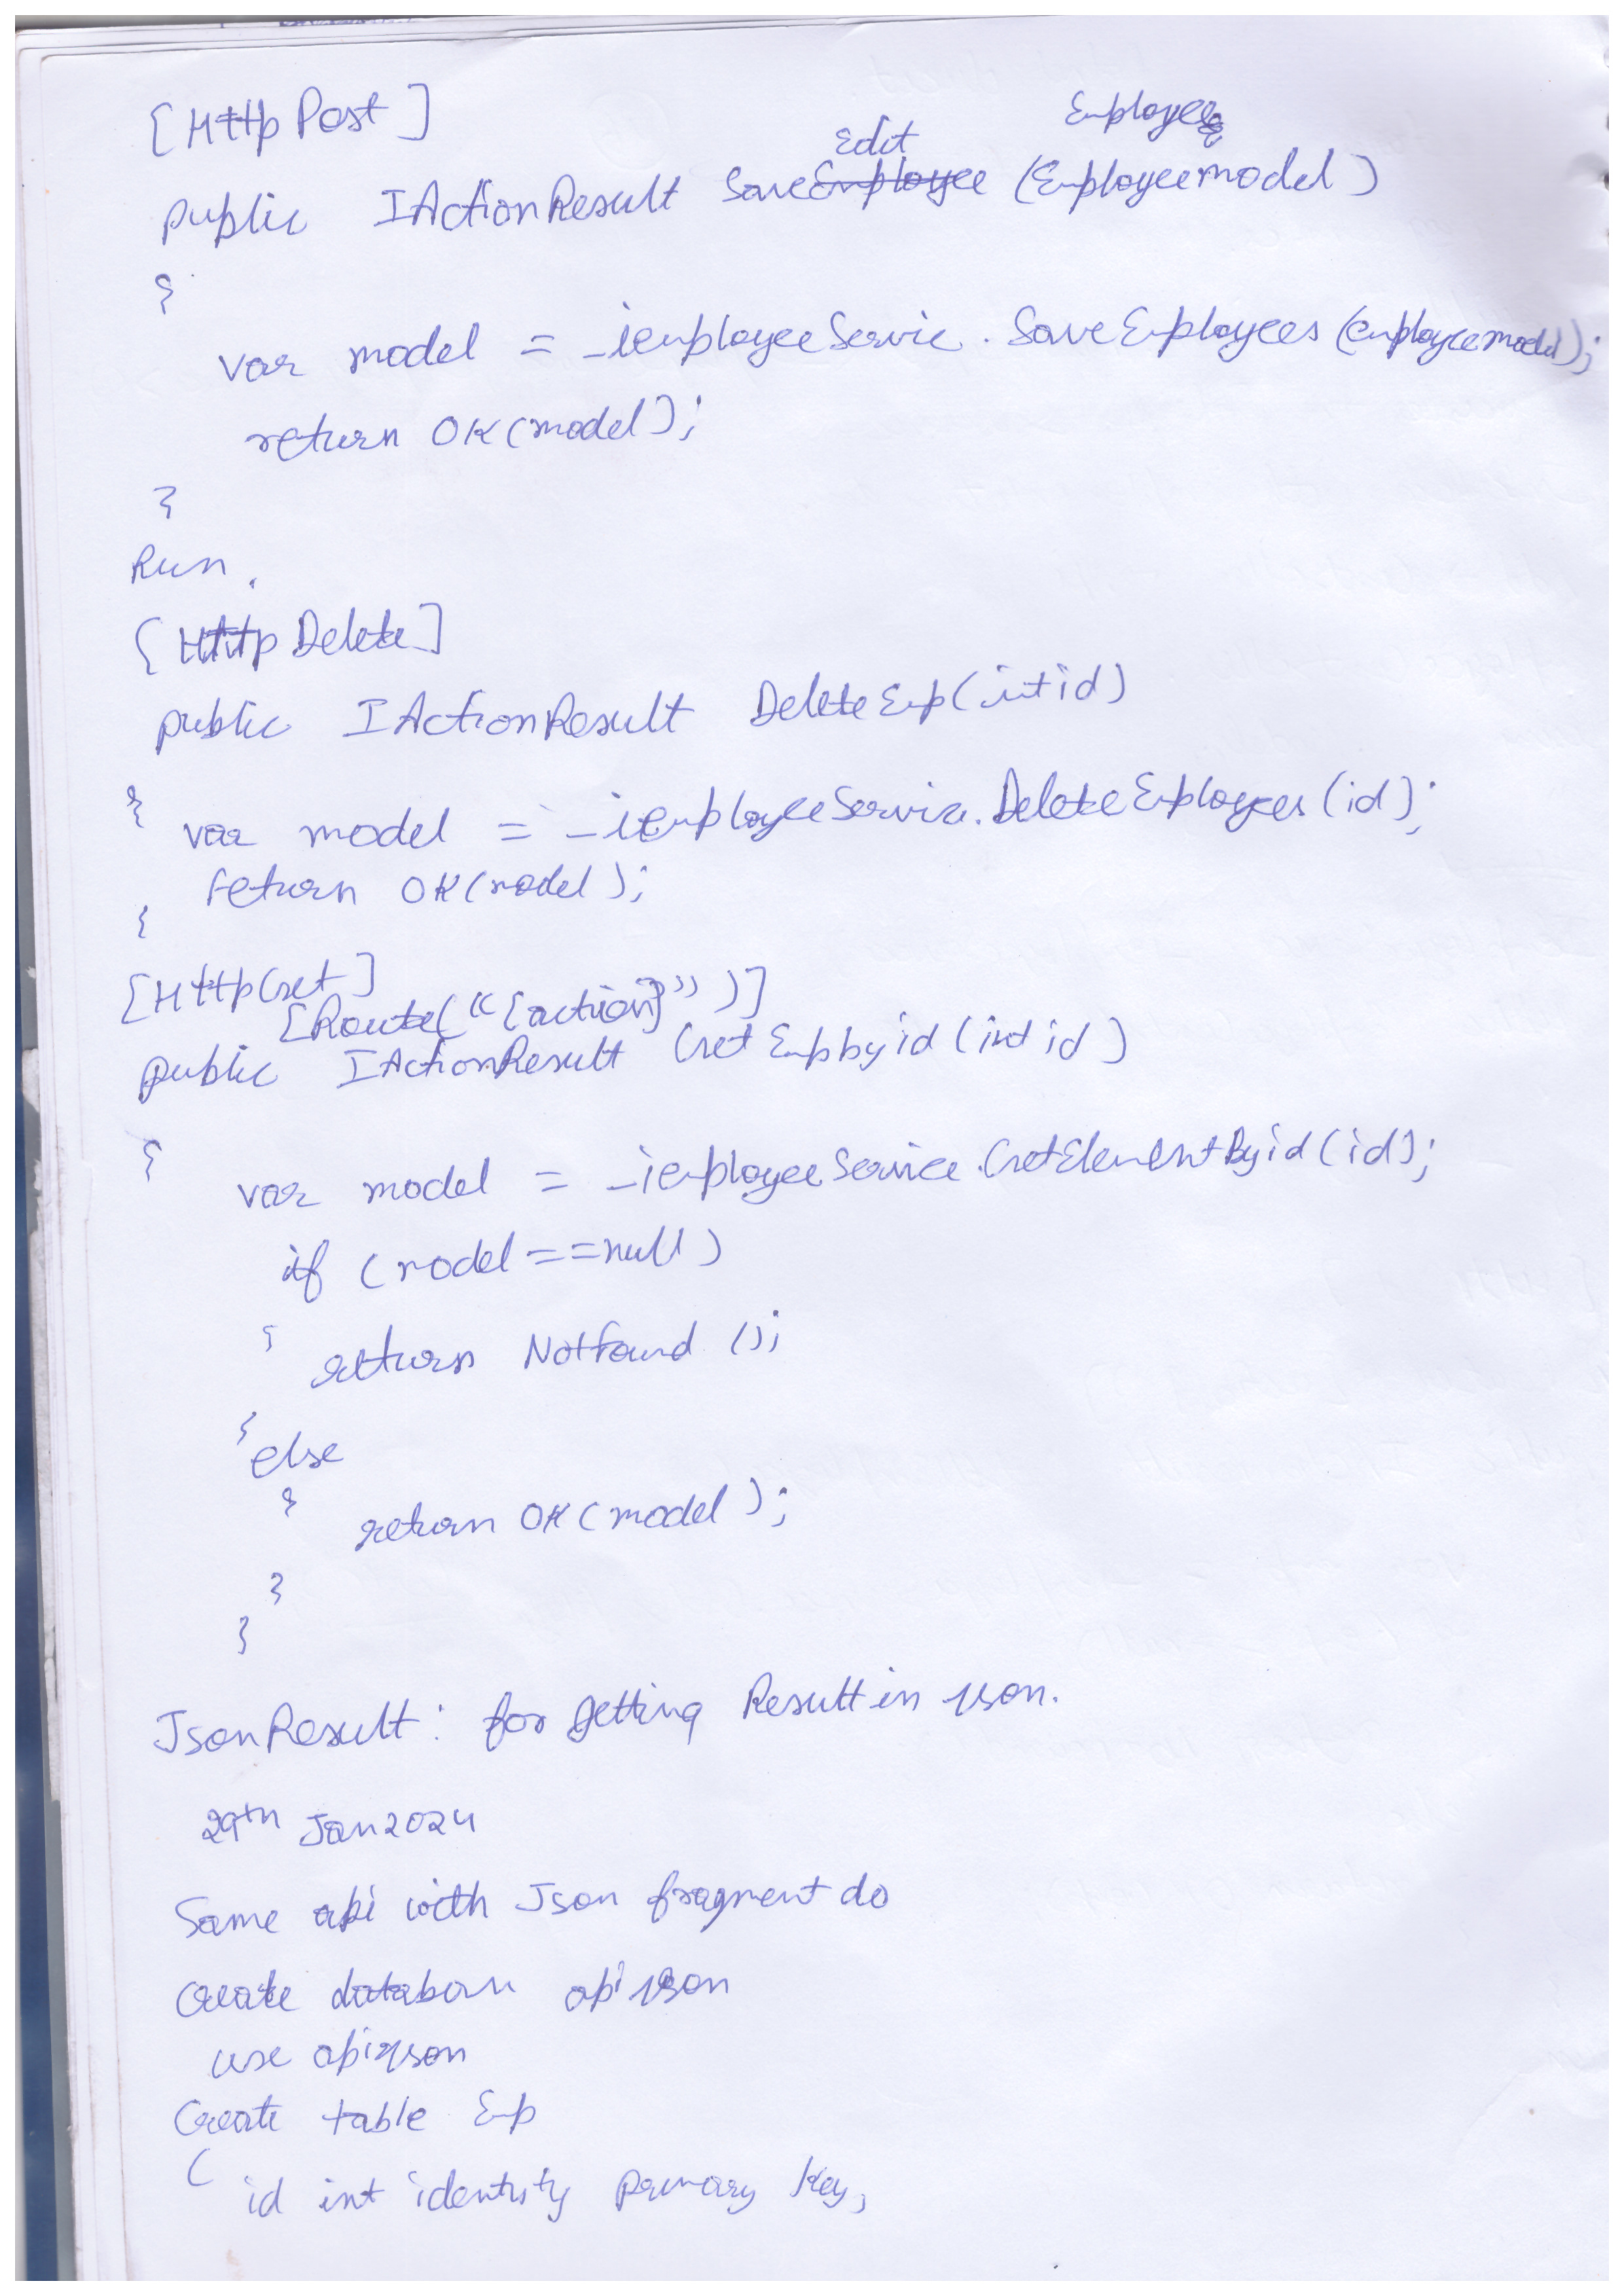 [HttpPost]
Edit Employees
public IActionResult SaveEmployee (Employeemodel)
{
var model = _iemployeeServie. SaveEmployees (employeemodel);
return OK(model);
}
Run.
[HttpDelete]
public IActionResult DeleteEmp(int id)
{ var model = _iemployeeService.DeleteEmployees(id);
return OK(model);
}
[HttpGet]
[Route("[action]")]
public IActionResult GetEmpbyid(int id)
{
var model = _iemployeeService.GetElementByid(id);
if (model==null)
{ return Notfound ();
}
else
{ return OK(model);
}
}
JsonResult: for getting Result in json.
29th Jan 2024
Same api with Json fragment do
Create database apijson
use apijson
Create table Emp
( id int identity primary key,